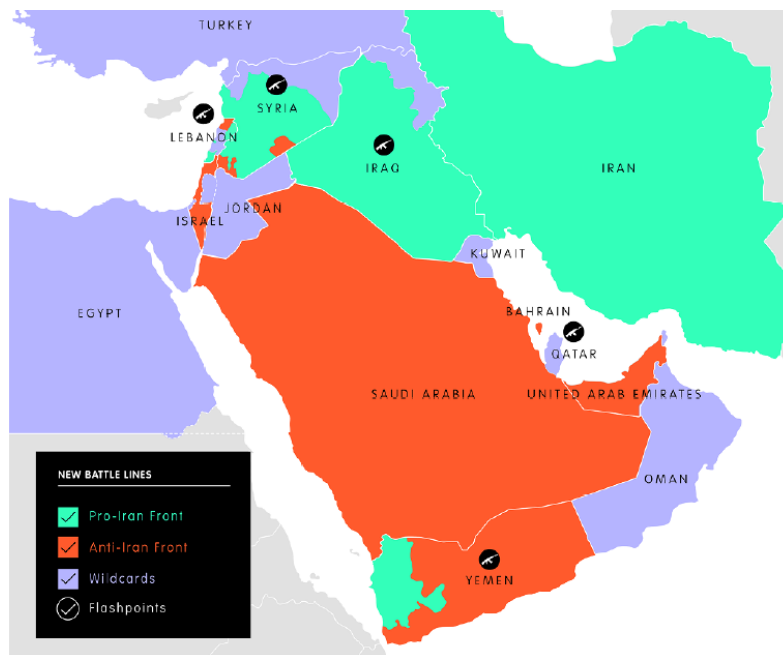 TURKEY
SYRIA
LEBANON
IRAQ
IRAN
ISRAEL
JORDAN
KUWAIT
EGYPT
BAHRAIN
QATAR
SAUDI ARABIA
UNITED ARAB EMIRATES
OMAN
YEMEN
NEW BATTLE LINES
Pro-Iran Front
Anti-Iran Front
Wildcards
Flashpoints